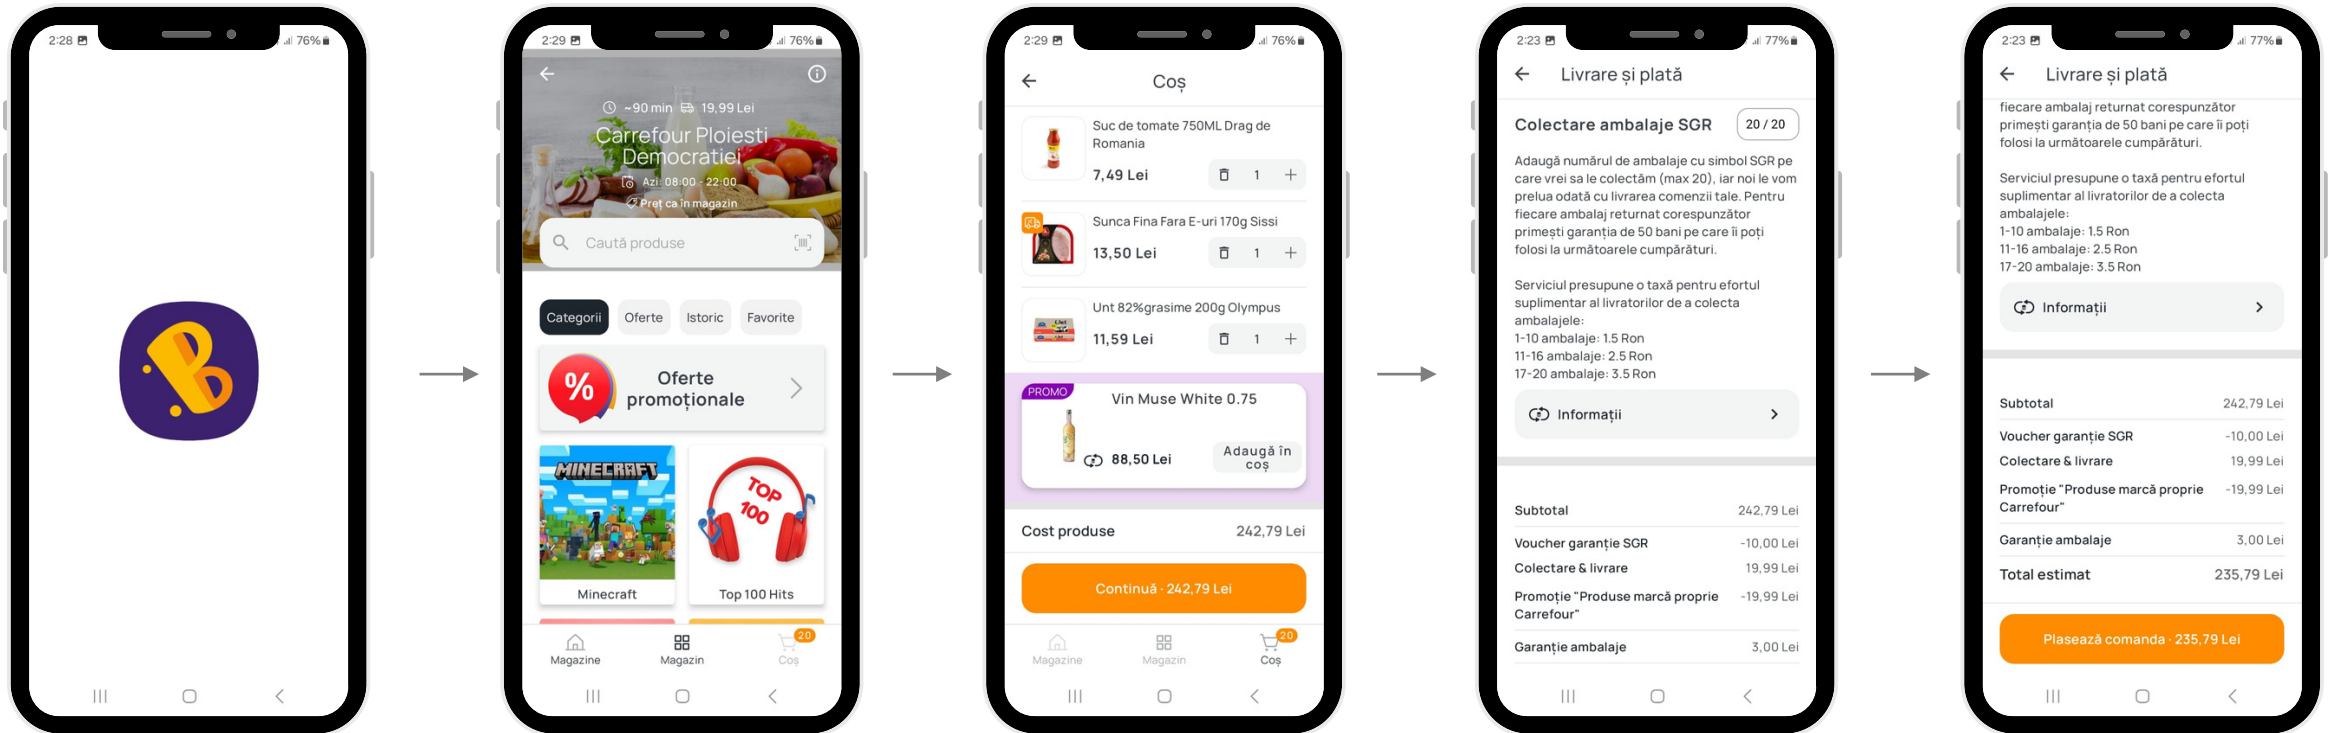 2:28
76%
2:29
76%
~90 min 19,99 Lei
Carrefour Ploiesti
Democratiei
Azi: 08:00 - 22:00
Preț ca în magazin
Caută produse
Categorii Oferte Istoric Favorite
%
Oferte
promoționale
MINECRAFT
TOP
100
Minecraft
Top 100 Hits
20
Magazine Magazin Coș
2:29
76%
Coș
Suc de tomate 750ML Drag de
Romania
7,49 Lei
1
Sunca Fina Fara E-uri 170g Sissi
13,50 Lei
1
Unt 82%grasime 200g Olympus
11,59 Lei
1
PROMO
Vin Muse White 0.75
88,50 Lei
Adaugă în
coș
Cost produse 242,79 Lei
Continuă · 242,79 Lei
20
Magazine Magazin Coș
2:23
77%
Livrare și plată
Colectare ambalaje SGR 20 / 20
Adaugă numărul de ambalaje cu simbol SGR pe
care vrei sa le colectăm (max 20), iar noi le vom
prelua odată cu livrarea comenzii tale. Pentru
fiecare ambalaj returnat corespunzător
primești garanția de 50 bani pe care îi poți
folosi la următoarele cumpărături.
Serviciul presupune o taxă pentru efortul
suplimentar al livratorilor de a colecta
ambalajele:
1-10 ambalaje: 1.5 Ron
11-16 ambalaje: 2.5 Ron
17-20 ambalaje: 3.5 Ron
Informații
Subtotal 242,79 Lei
Voucher garanție SGR -10,00 Lei
Colectare & livrare 19,99 Lei
Promoție "Produse marcă proprie -19,99 Lei
Carrefour"
Garanție ambalaje 3,00 Lei
2:23
77%
Livrare și plată
fiecare ambalaj returnat corespunzător
primești garanția de 50 bani pe care îi poți
folosi la următoarele cumpărături.
Serviciul presupune o taxă pentru efortul
suplimentar al livratorilor de a colecta
ambalajele:
1-10 ambalaje: 1.5 Ron
11-16 ambalaje: 2.5 Ron
17-20 ambalaje: 3.5 Ron
Informații
Subtotal 242,79 Lei
Voucher garanție SGR -10,00 Lei
Colectare & livrare 19,99 Lei
Promoție "Produse marcă proprie -19,99 Lei
Carrefour"
Garanție ambalaje 3,00 Lei
Total estimat 235,79 Lei
Plasează comanda · 235,79 Lei